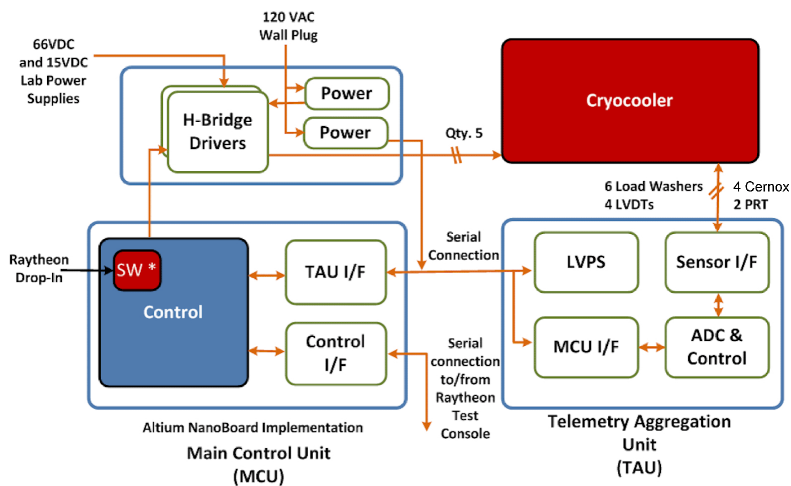 120 VAC
Wall Plug
66VDC
and 15VDC
Lab Power
Supplies
H-Bridge
Drivers
Power
Power
Qty. 5
Cryocooler
6 Load Washers
4 LVDTs
4 Cernox
2 PRT
Raytheon
Drop-In
SW *
Control
TAU I/F
Control
I/F
Serial
Connection
Serial
connection
to/from
Raytheon
Test
Console
LVPS
Sensor I/F
MCU I/F
ADC &
Control
Altium NanoBoard Implementation
Main Control Unit
(MCU)
Telemetry Aggregation
Unit
(TAU)